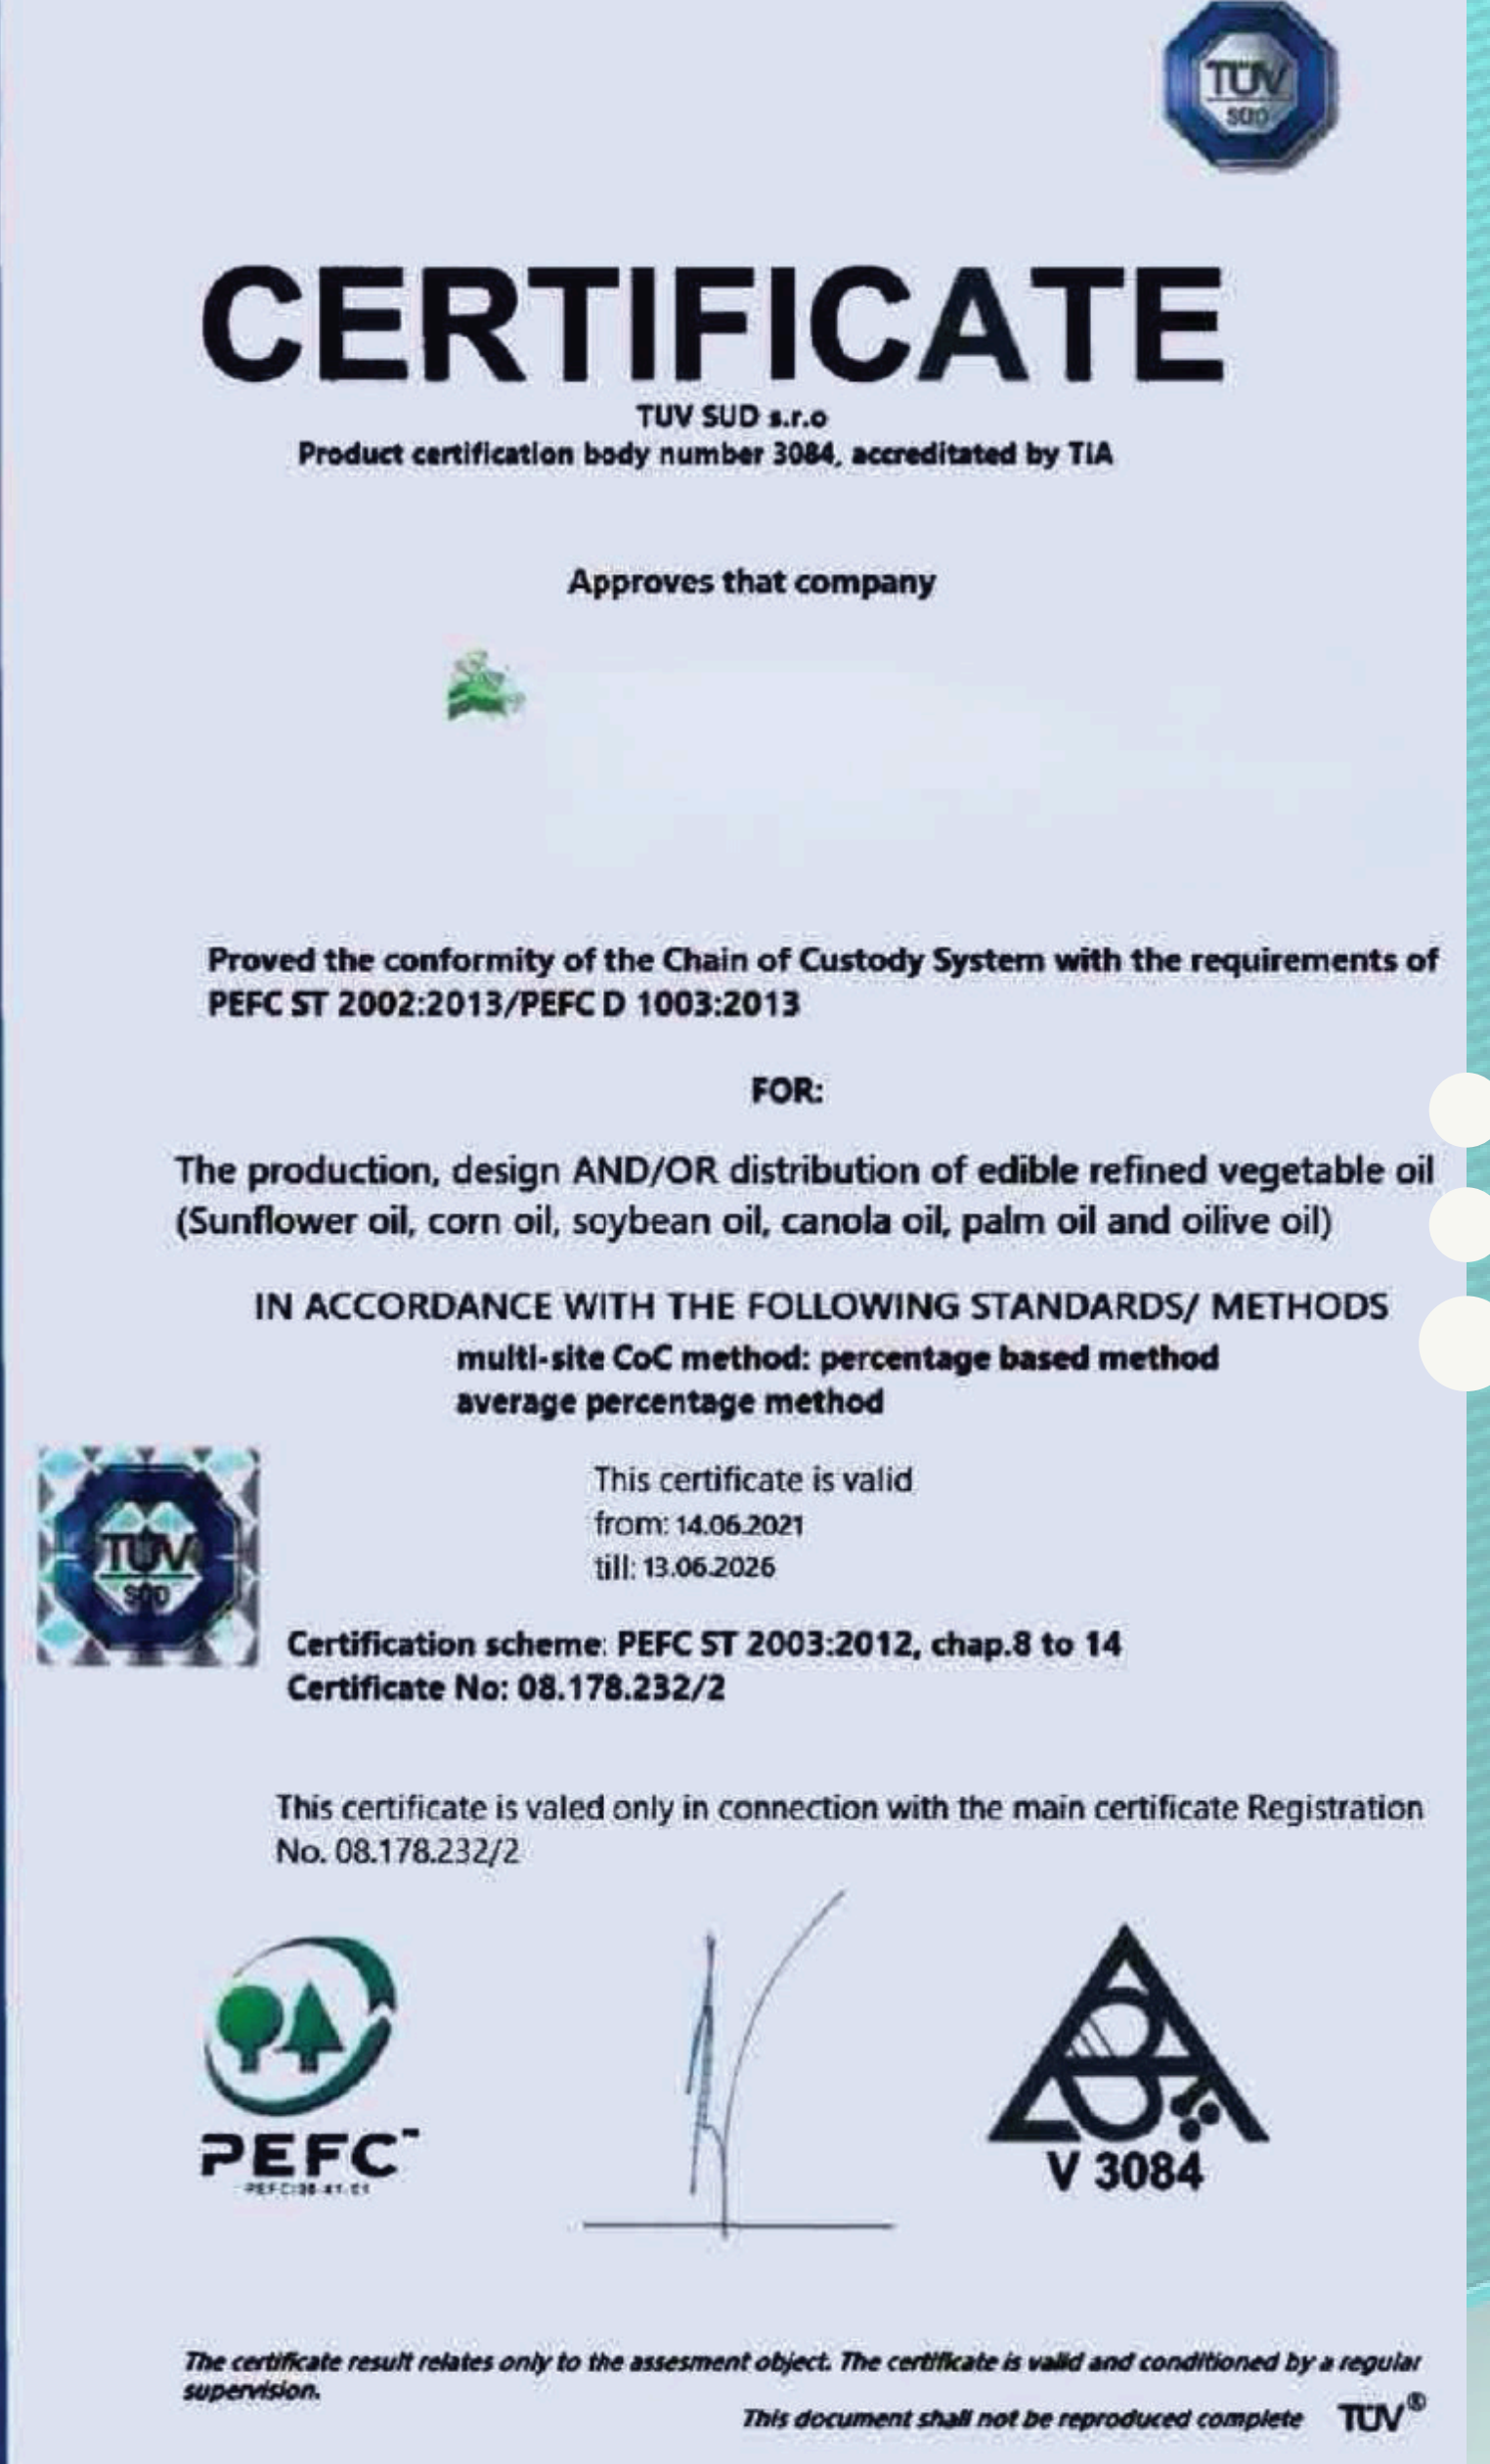 TÜV
SÜD
CERTIFICATE
TUV SUD s.r.o
Product certification body number 3084, accreditated by TIA
Approves that company
Proved the conformity of the Chain of Custody System with the requirements of
PEFC ST 2002:2013/PEFC D 1003:2013
FOR:
The production, design AND/OR distribution of edible refined vegetable oil
(Sunflower oil, corn oil, soybean oil, canola oil, palm oil and oilive oil)
IN ACCORDANCE WITH THE FOLLOWING STANDARDS/ METHODS
multi-site CoC method: percentage based method
average percentage method
This certificate is valid
from: 14.06.2021
till: 13.06.2026
TÜV
SÜD
Certification scheme: PEFC ST 2003:2012, chap.8 to 14
Certificate No: 08.178.232/2
This certificate is valed only in connection with the main certificate Registration
No. 08.178.232/2
PEFC™
V 3084
The certificate result relates only to the assesment object. The certificate is valid and conditioned by a regular
supervision.
This document shall not be reproduced complete TÜV®